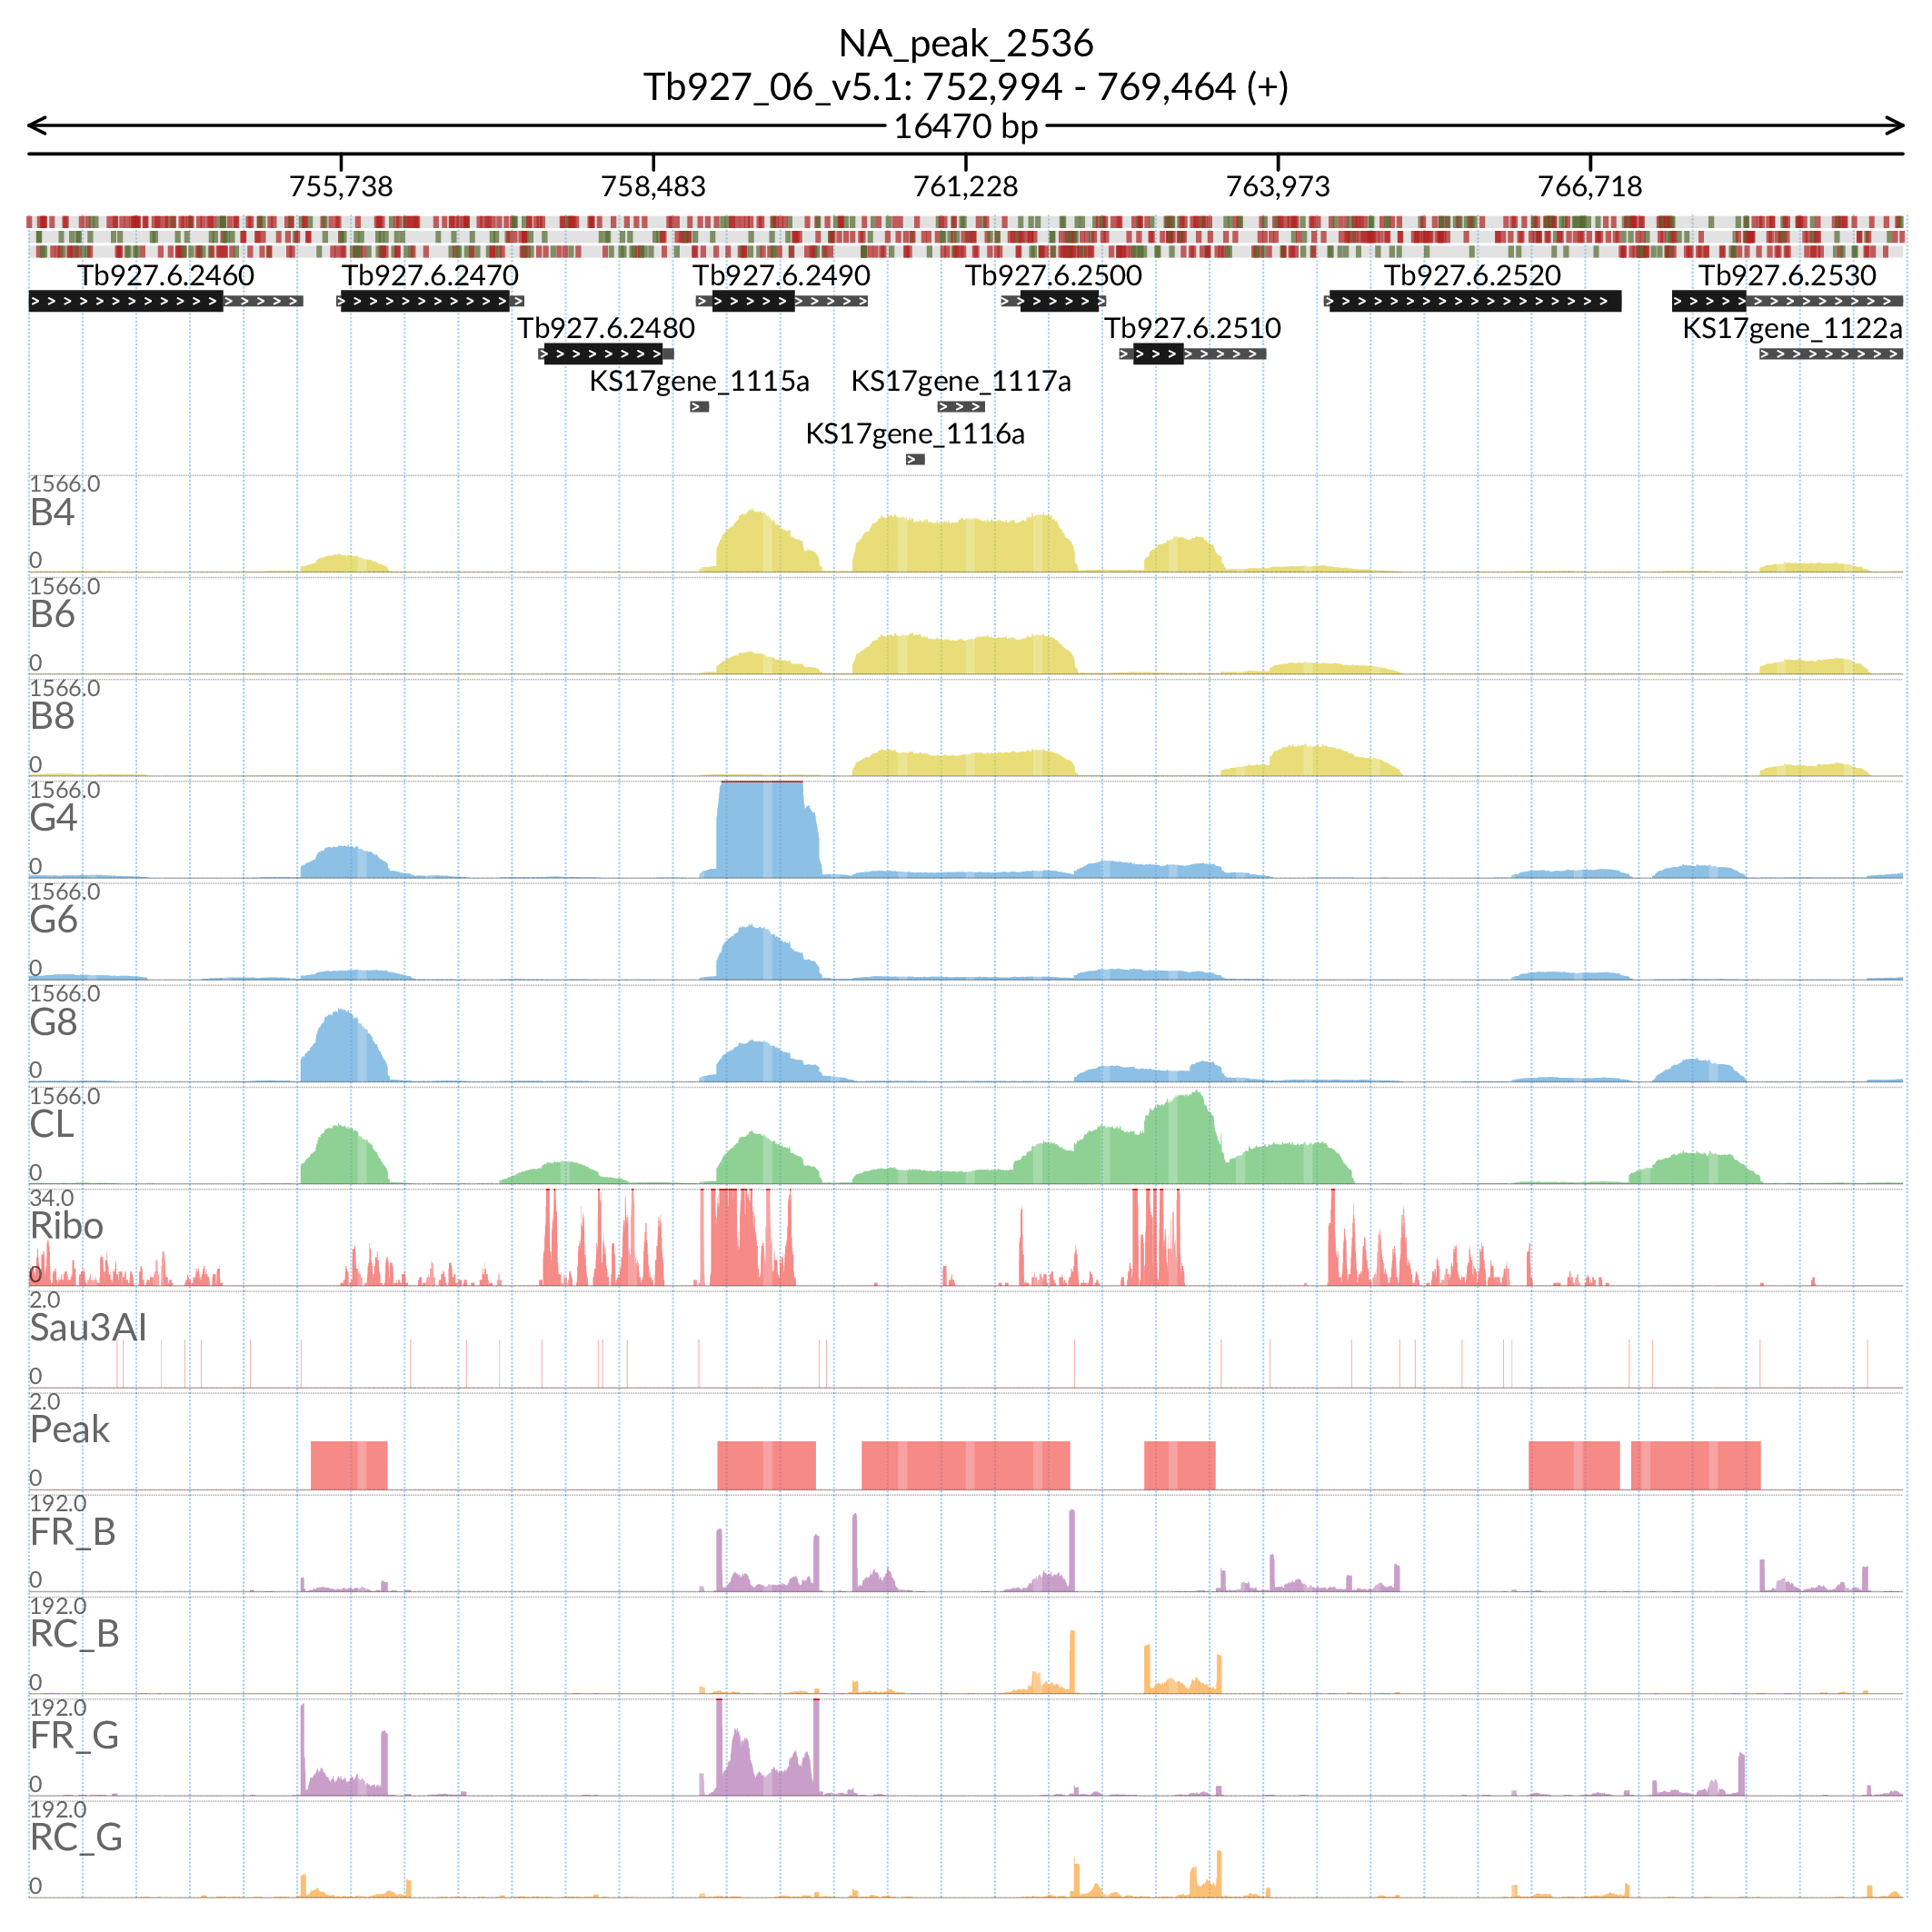 NA_peak_2536
Tb927_06_v5.1: 752,994 - 769,464 (+)
16470 bp
755,738 758,483 761,228 763,973 766,718
Tb927.6.2460 Tb927.6.2470 Tb927.6.2490 Tb927.6.2500 Tb927.6.2520 Tb927.6.2530
Tb927.6.2480 Tb927.6.2510 KS17gene_1122a
KS17gene_1115a KS17gene_1117a
KS17gene_1116a
1566.0
B4
0
1566.0
B6
0
1566.0
B8
0
1566.0
G4
0
1566.0
G6
0
1566.0
G8
0
1566.0
CL
0
34.0
Ribo
0
2.0
Sau3AI
0
2.0
Peak
0
192.0
FR_B
0
192.0
RC_B
0
192.0
FR_G
0
192.0
RC_G
0